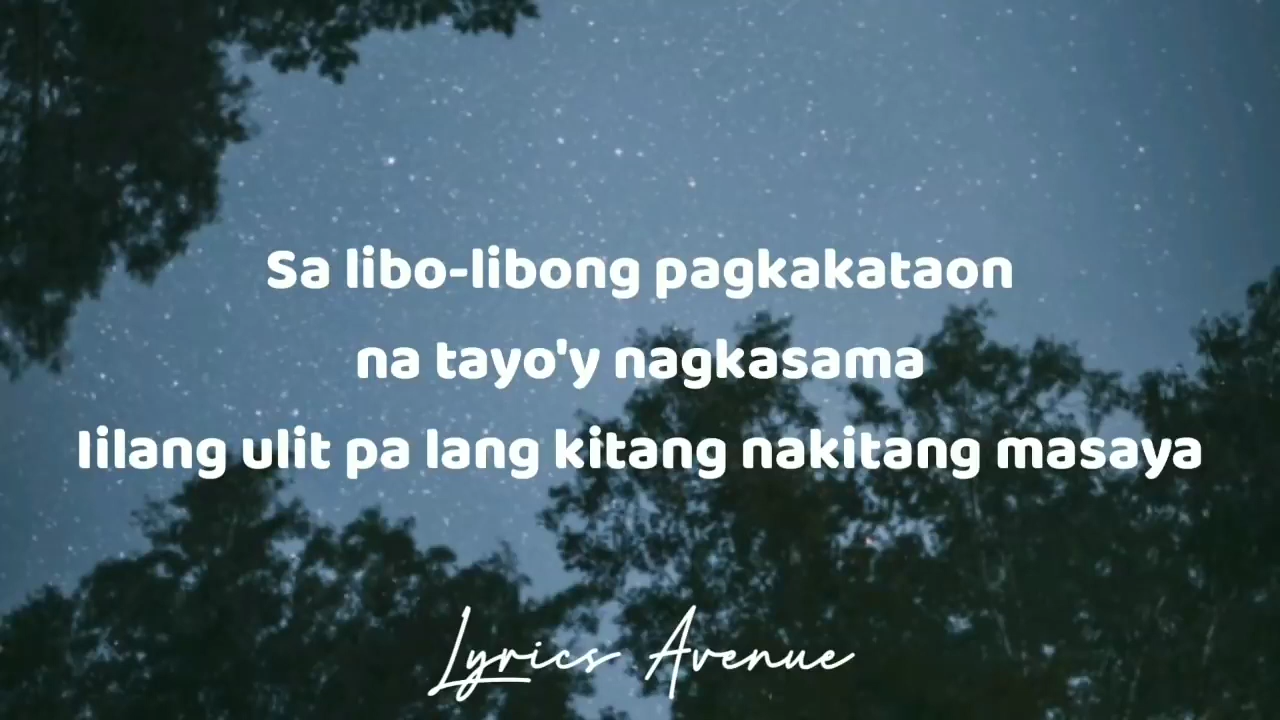 Sa libo-libong pagkakataon
na tayo'y nagkasama
Iilang ulit pa lang kitang nakitang masaya
Lyrics Avenue